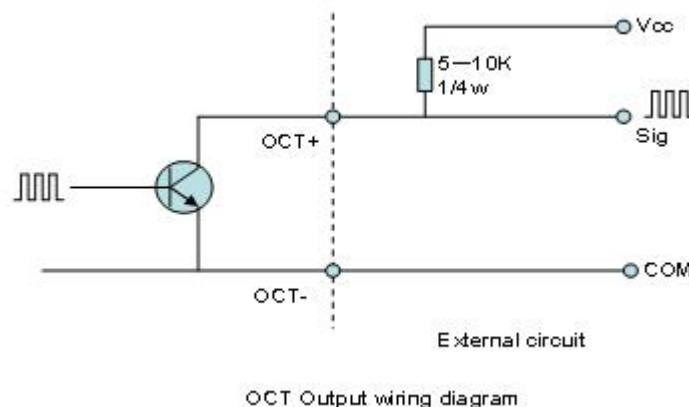 Vcc
5—10K
1/4w
OCT+
Sig
OCT-
COM
External circuit
OCT Output wiring diagram